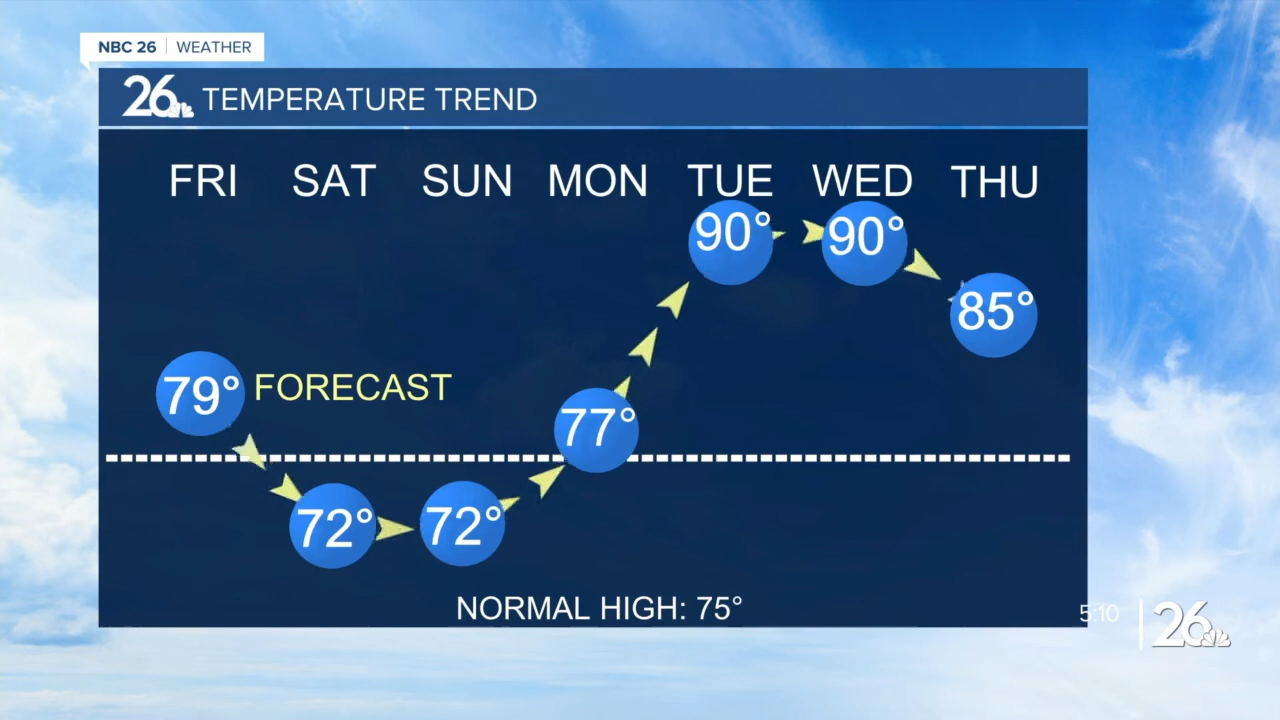 NBC 26 | WEATHER
26 TEMPERATURE TREND
FRI SAT SUN MON TUE WED THU
90° 90°
85°
79° FORECAST
77°
72° 72°
NORMAL HIGH: 75°
5:10 | 26